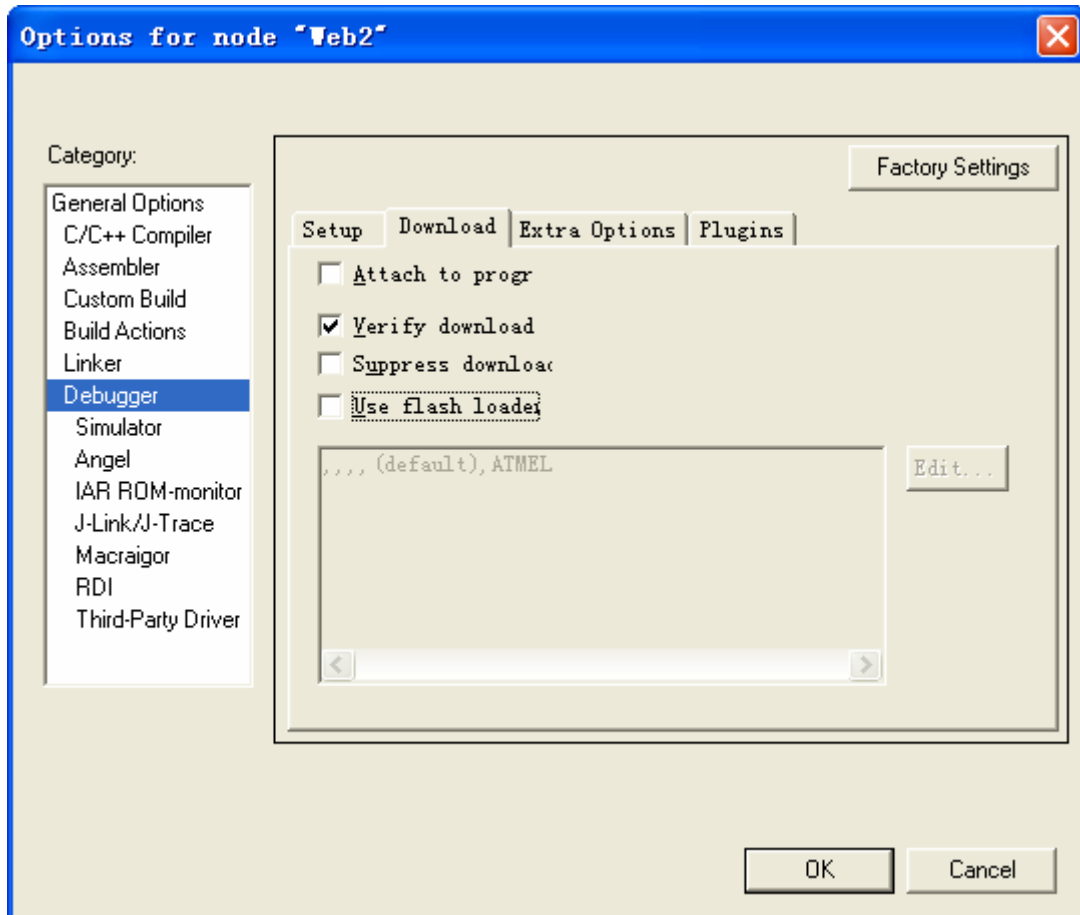 Options for node "Web2"
Category:
Factory Settings
General Options
C/C++ Compiler
Assembler
Custom Build
Build Actions
Linker
Debugger
Simulator
Angel
IAR ROM-monitor
J-Link/J-Trace
Macraigor
RDI
Third-Party Driver
Setup Download Extra Options Plugins
Attach to progr
Verify download
Suppress download
Use flash loader
,,,, (default), ATMEL
Edit...
OK Cancel